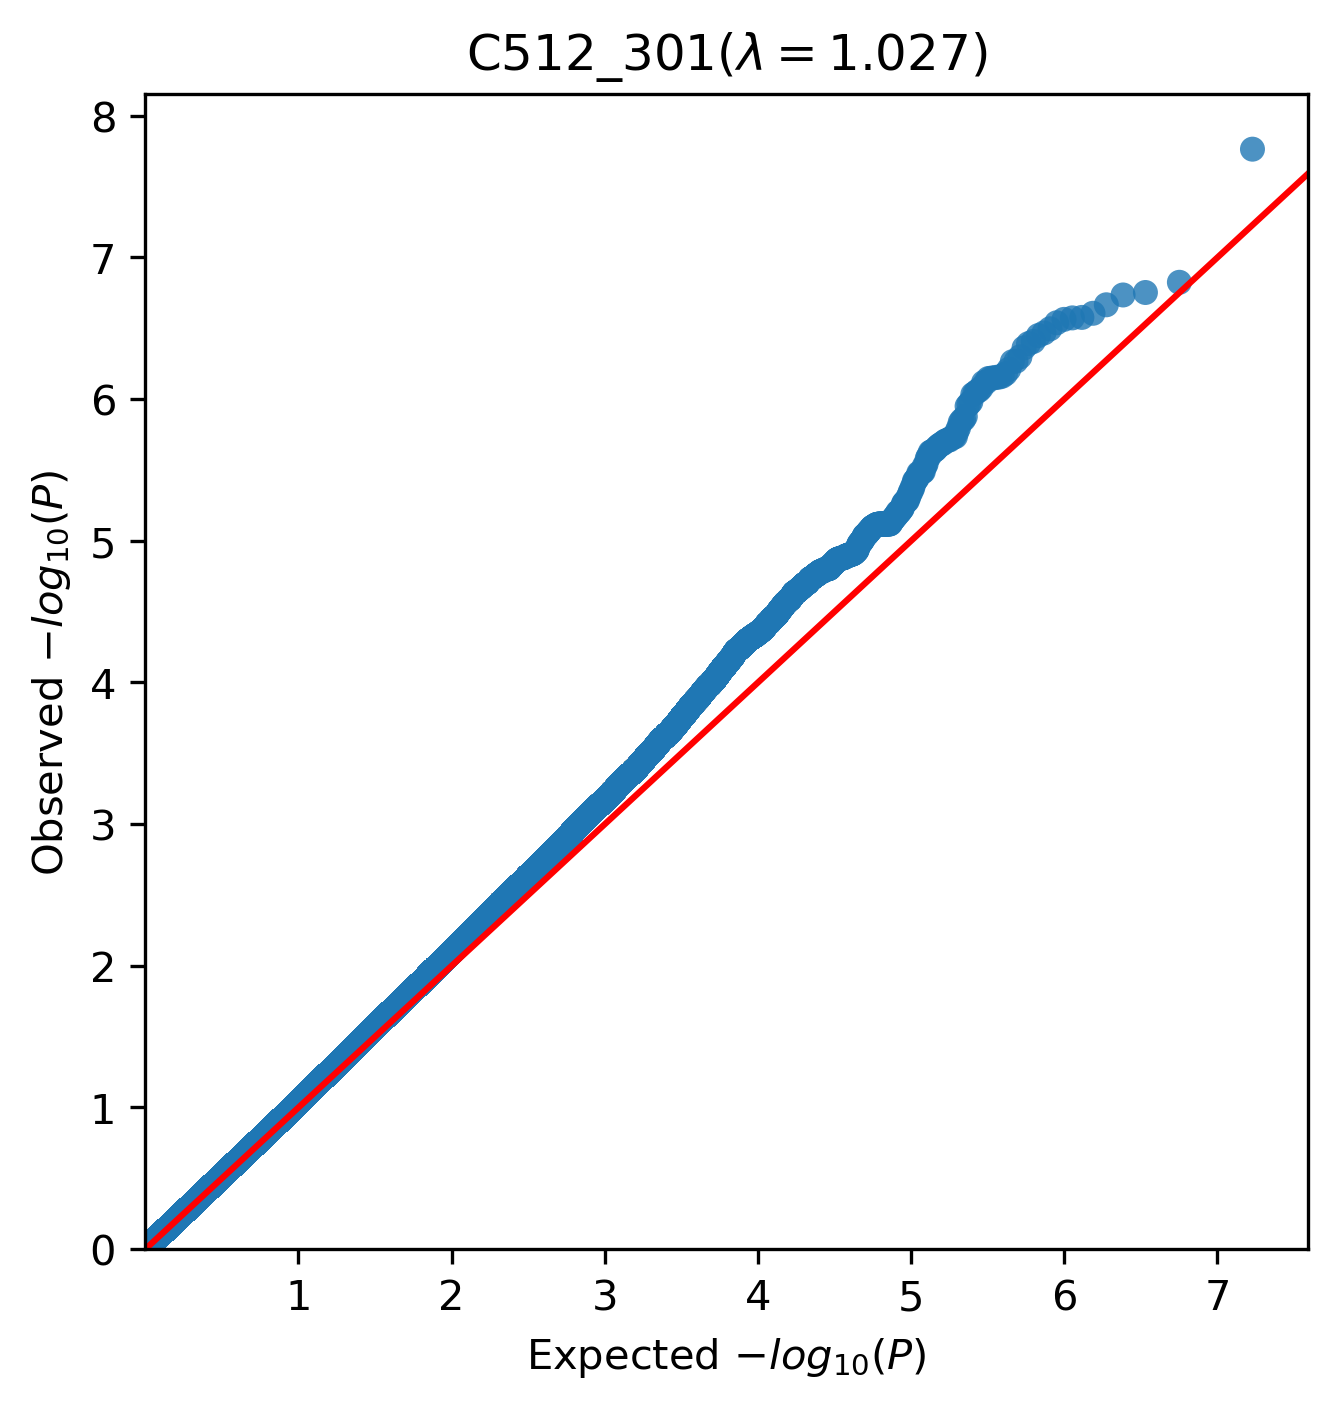 C512_301(λ = 1.027)
8
7
6
5
4
3
2
1
0
Observed −log₁₀(P)
1 2 3 4 5 6 7
Expected −log₁₀(P)